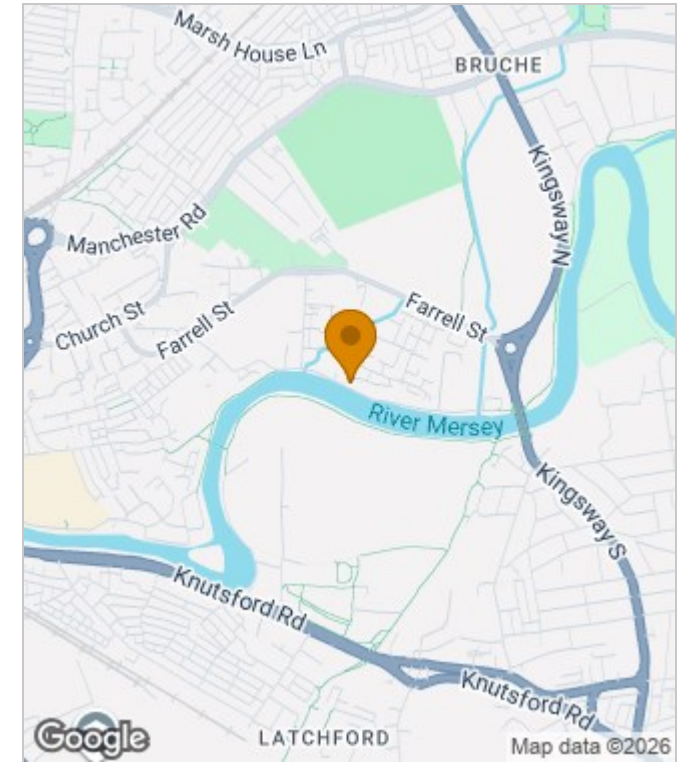 Marsh House Ln
BRUCHE
Kingsway N
Manchester Rd
Church St
Farrell St
Farrell St
River Mersey
Kingsway S
Knutsford Rd
Knutsford Rd
LATCHFORD
Google
Map data ©2026